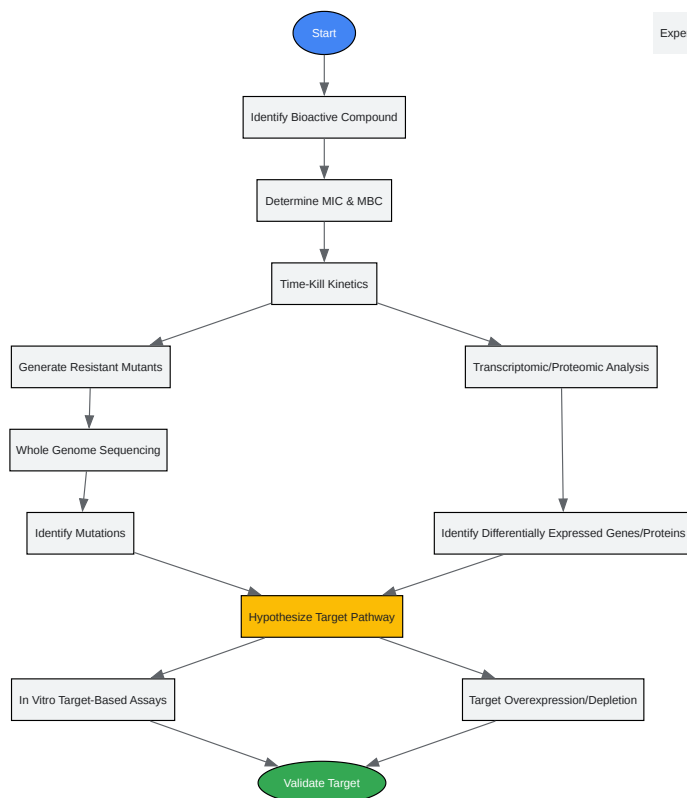 Start
Identify Bioactive Compound
Determine MIC & MBC
Time-Kill Kinetics
Generate Resistant Mutants
Transcriptomic/Proteomic Analysis
Whole Genome Sequencing
Identify Mutations
Identify Differentially Expressed Genes/Proteins
Hypothesize Target Pathway
In Vitro Target-Based Assays
Target Overexpression/Depletion
Validate Target